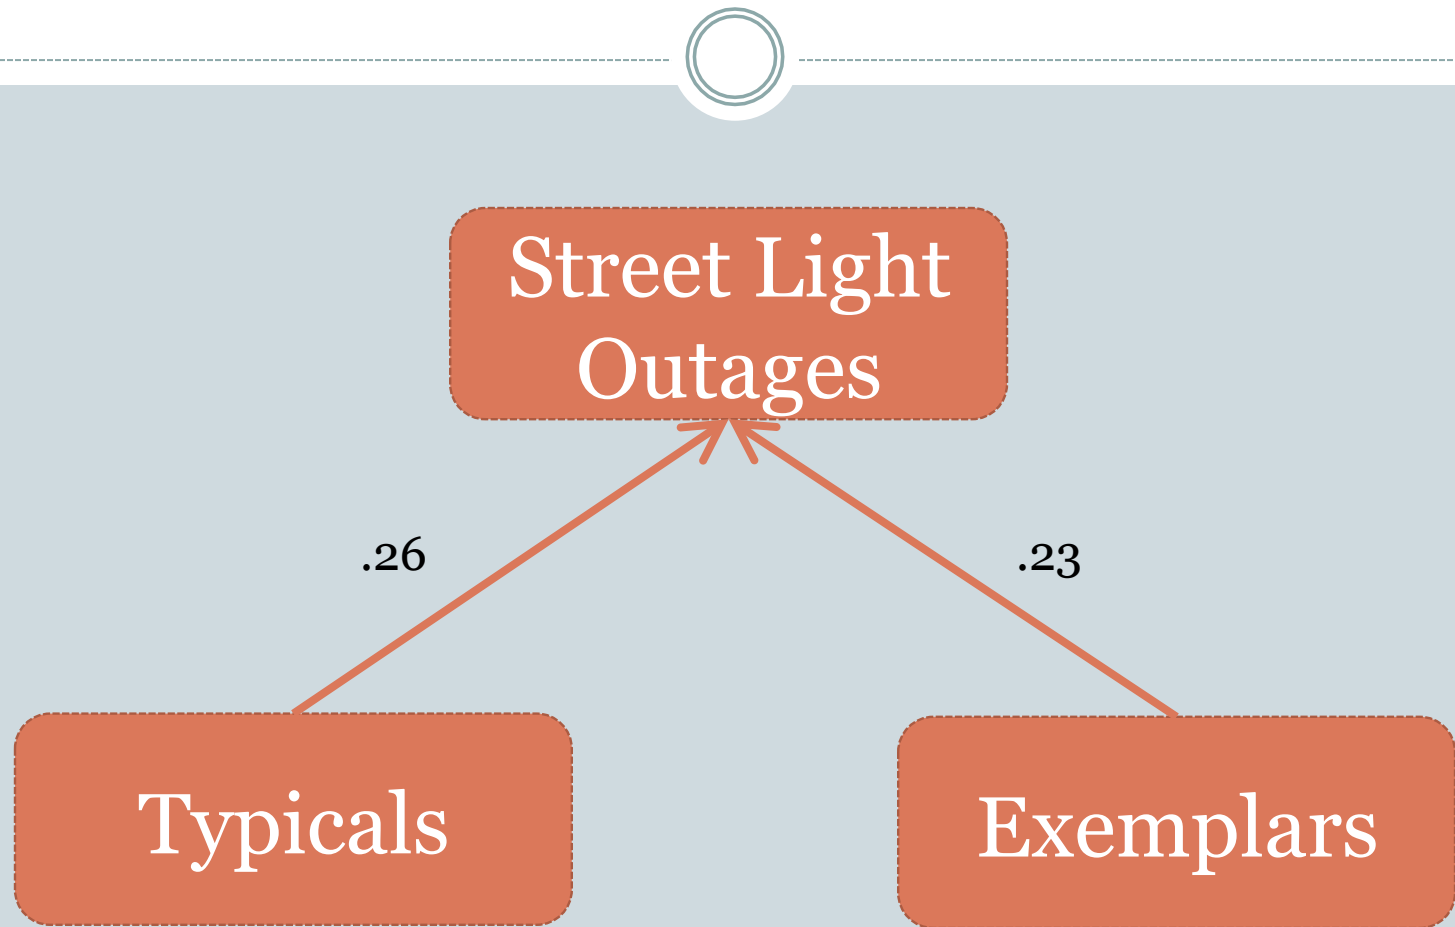 Street Light
Outages
.26
.23
Typicals
Exemplars